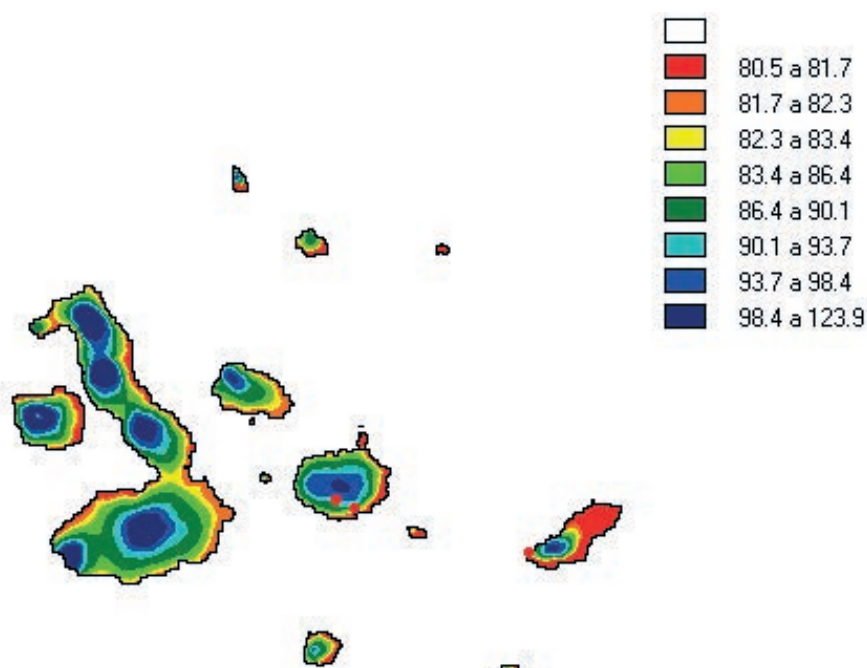 80.5 a 81.7
81.7 a 82.3
82.3 a 83.4
83.4 a 86.4
86.4 a 90.1
90.1 a 93.7
93.7 a 98.4
98.4 a 123.9